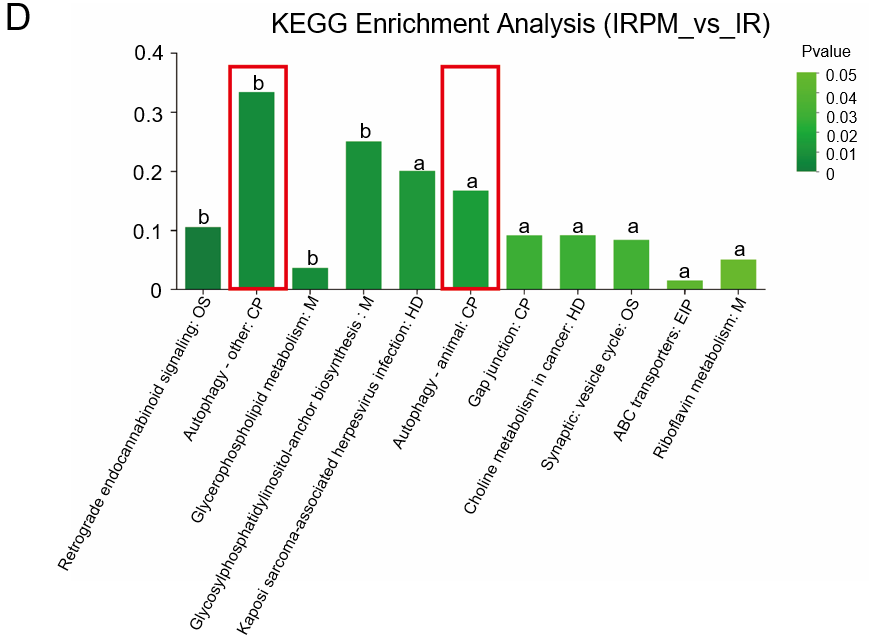 D
KEGG Enrichment Analysis (IRPM_vs_IR)
Pvalue
0.05
0.04
0.03
0.02
0.01
0
0.4
0.3
0.2
0.1
0
b
b
b
b
a
a
a
a
a
a
a
Retrograde endocannabinoid signaling: OS
Autophagy - other: CP
Glycerophospholipid metabolism: M
Glycosylphosphatidylinositol-anchor biosynthesis : M
Kaposi sarcoma-associated herpesvirus infection: HD
Autophagy - animal: CP
Gap junction: CP
Choline metabolism in cancer: HD
Synaptic: vesicle cycle: OS
ABC transporters: EIP
Riboflavin metabolism: M